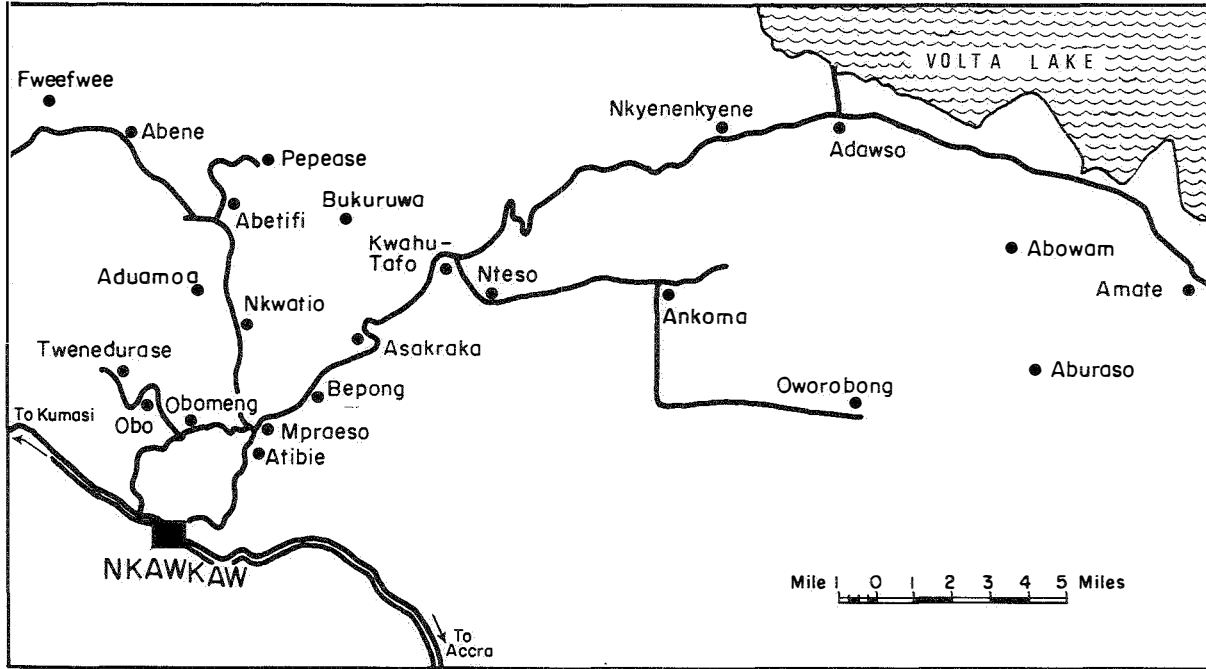 VOLTA LAKE
Fweefwee
Abene
Nkyenenkyene
Adawso
Pepease
Bukuruwa
Abetifi
Kwahu-
Tafo
Nteso
Abowam
Aduamoa
Nkwatio
Ankoma
Amate
Asakraka
Twenedurase
Bepong
Oworobong
Aburaso
To Kumasi
Obo
Obomeng
Mpraeso
Atibie
NKAWKAW
Mile 1 0 1 2 3 4 5 Miles
To
Accra